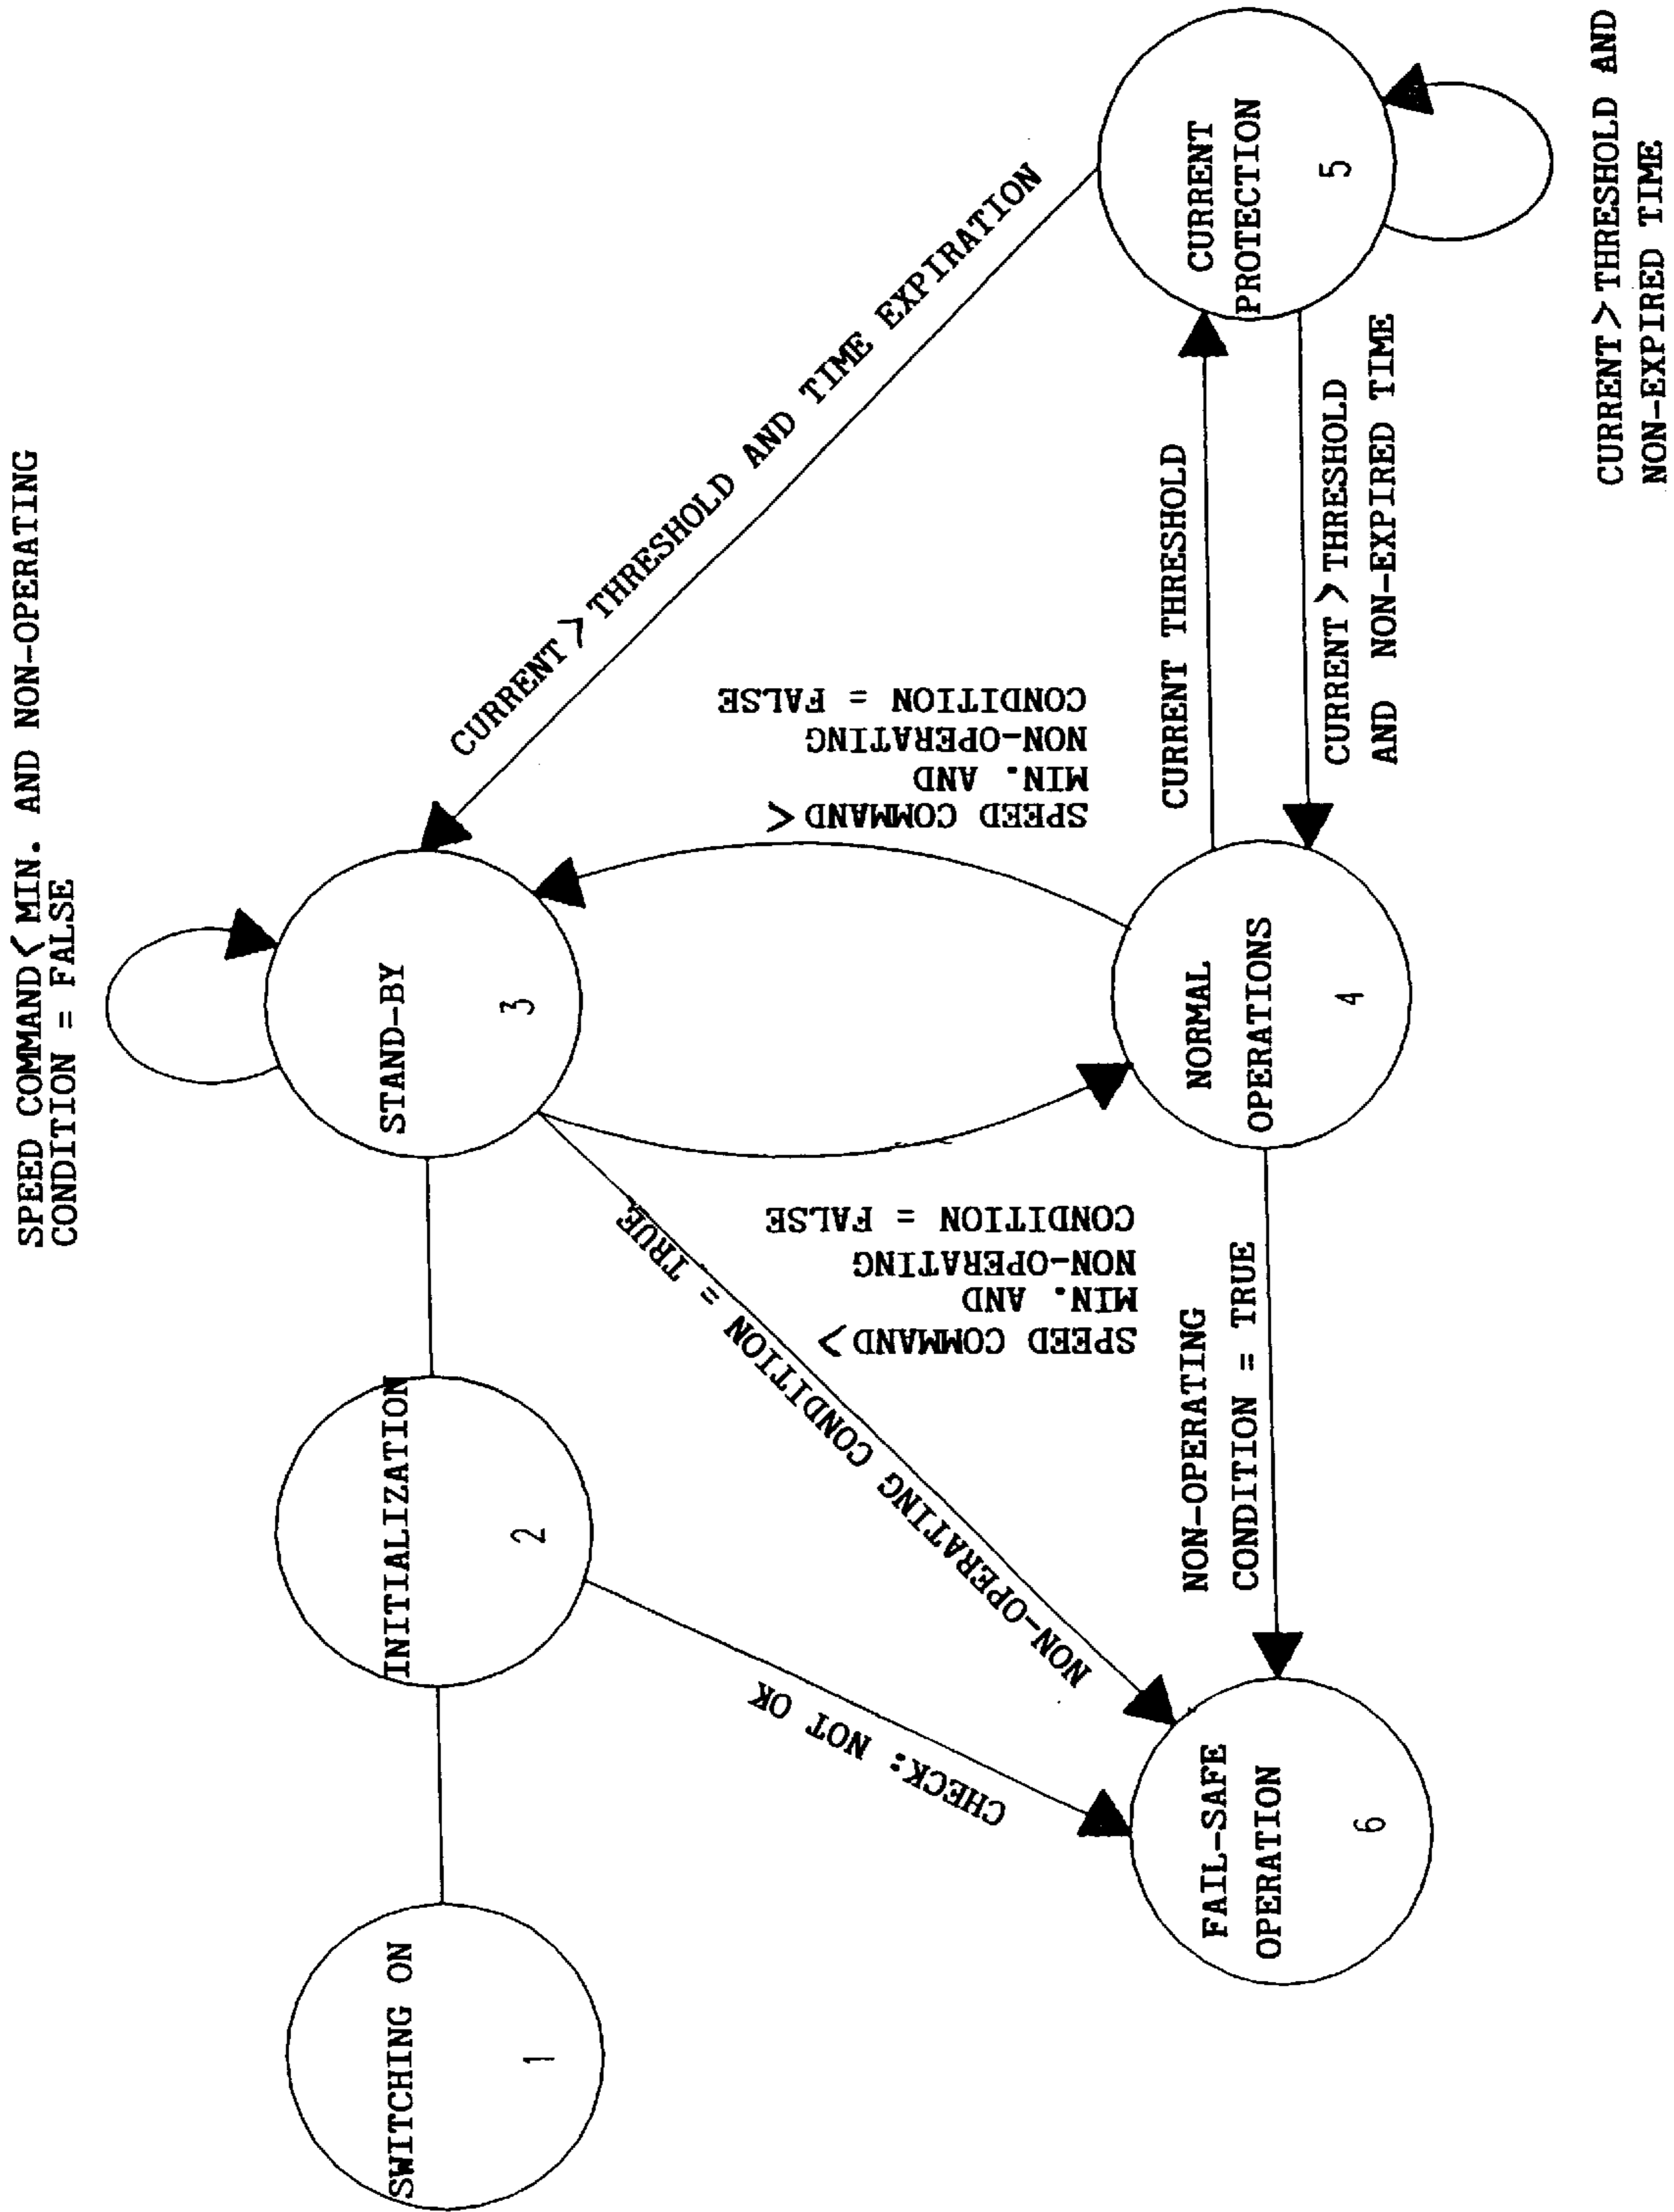 SPEED COMMAND < MIN. AND NON-OPERATING
CONDITION = FALSE
SWITCHING ON
1
INITIALIZATION
2
STAND-BY
3
CURRENT > THRESHOLD AND TIME EXPIRATION
CHECK: NOT OK
NON-OPERATING CONDITION = TRUE
SPEED COMMAND >
MIN. AND
NON-OPERATING
CONDITION = FALSE
SPEED COMMAND <
MIN. AND
NON-OPERATING
CONDITION = FALSE
FAIL-SAFE
OPERATION
6
NON-OPERATING
CONDITION = TRUE
NORMAL
OPERATIONS
4
CURRENT THRESHOLD
CURRENT > THRESHOLD
AND NON-EXPIRED TIME
CURRENT
PROTECTION
5
CURRENT > THRESHOLD AND
NON-EXPIRED TIME